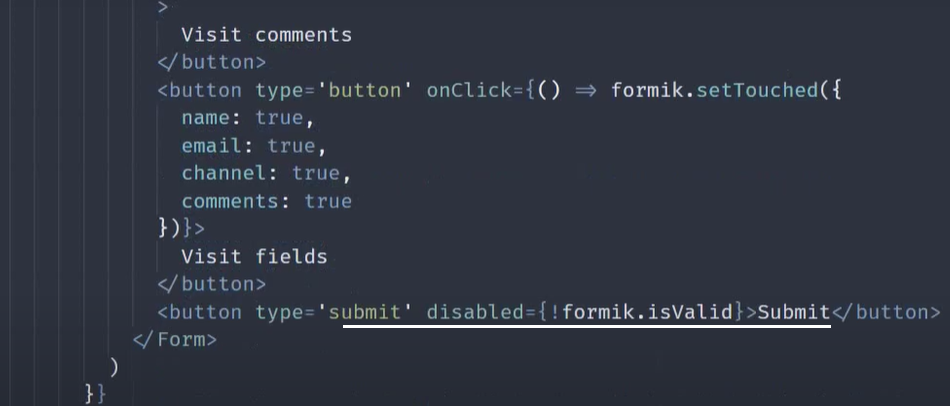 >
Visit comments
</button>
<button type='button' onClick={() => formik.setTouched({
name: true,
email: true,
channel: true,
comments: true
})}>
Visit fields
</button>
<button type='submit' disabled={!formik.isValid}>Submit</button>
</Form>
)
}}